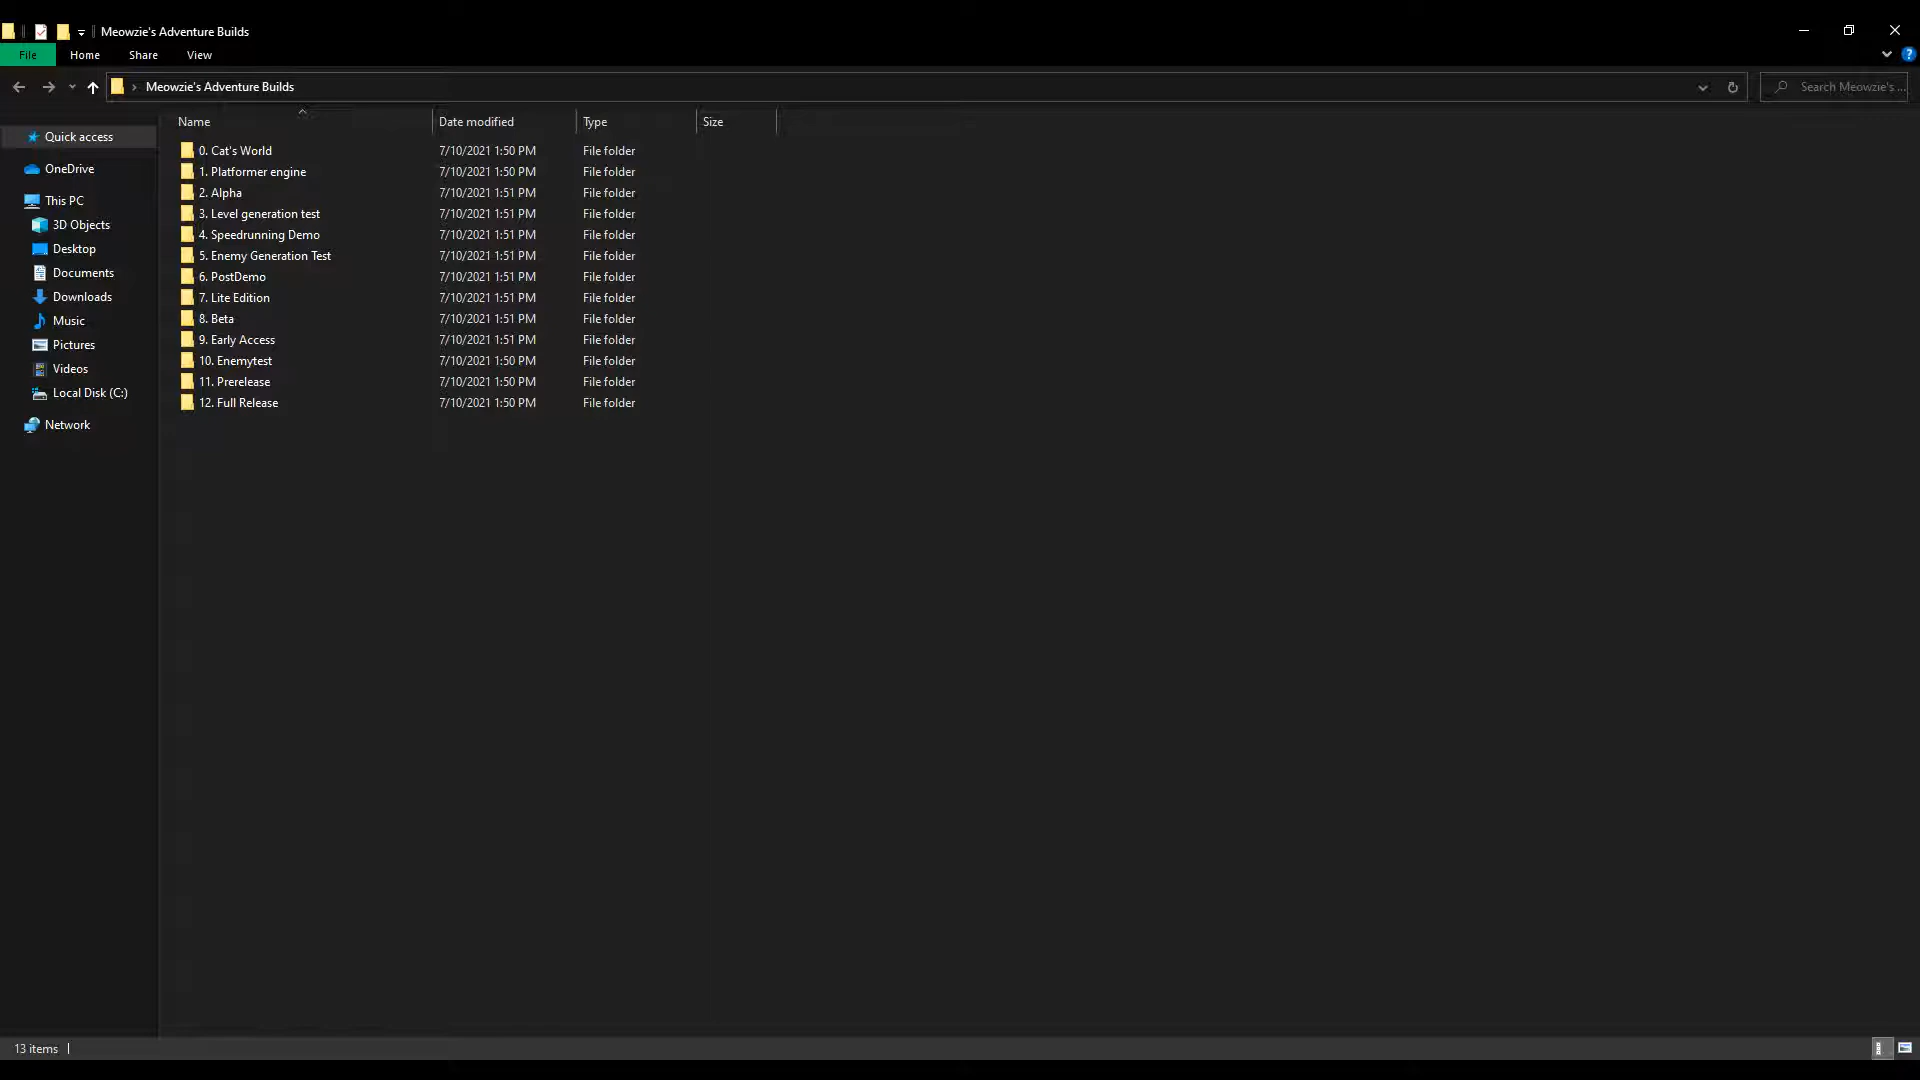 Meowzie's Adventure Builds
File Home Share View
Meowzie's Adventure Builds
Search Meowzie's ...
Name Date modified Type Size
Quick access
OneDrive
This PC
3D Objects
Desktop
Documents
Downloads
Music
Pictures
Videos
Local Disk (C:)
Network
0. Cat's World 7/10/2021 1:50 PM File folder
1. Platformer engine 7/10/2021 1:50 PM File folder
2. Alpha 7/10/2021 1:51 PM File folder
3. Level generation test 7/10/2021 1:51 PM File folder
4. Speedrunning Demo 7/10/2021 1:51 PM File folder
5. Enemy Generation Test 7/10/2021 1:51 PM File folder
6. PostDemo 7/10/2021 1:51 PM File folder
7. Lite Edition 7/10/2021 1:51 PM File folder
8. Beta 7/10/2021 1:51 PM File folder
9. Early Access 7/10/2021 1:51 PM File folder
10. Enemytest 7/10/2021 1:50 PM File folder
11. Prerelease 7/10/2021 1:50 PM File folder
12. Full Release 7/10/2021 1:50 PM File folder
13 items